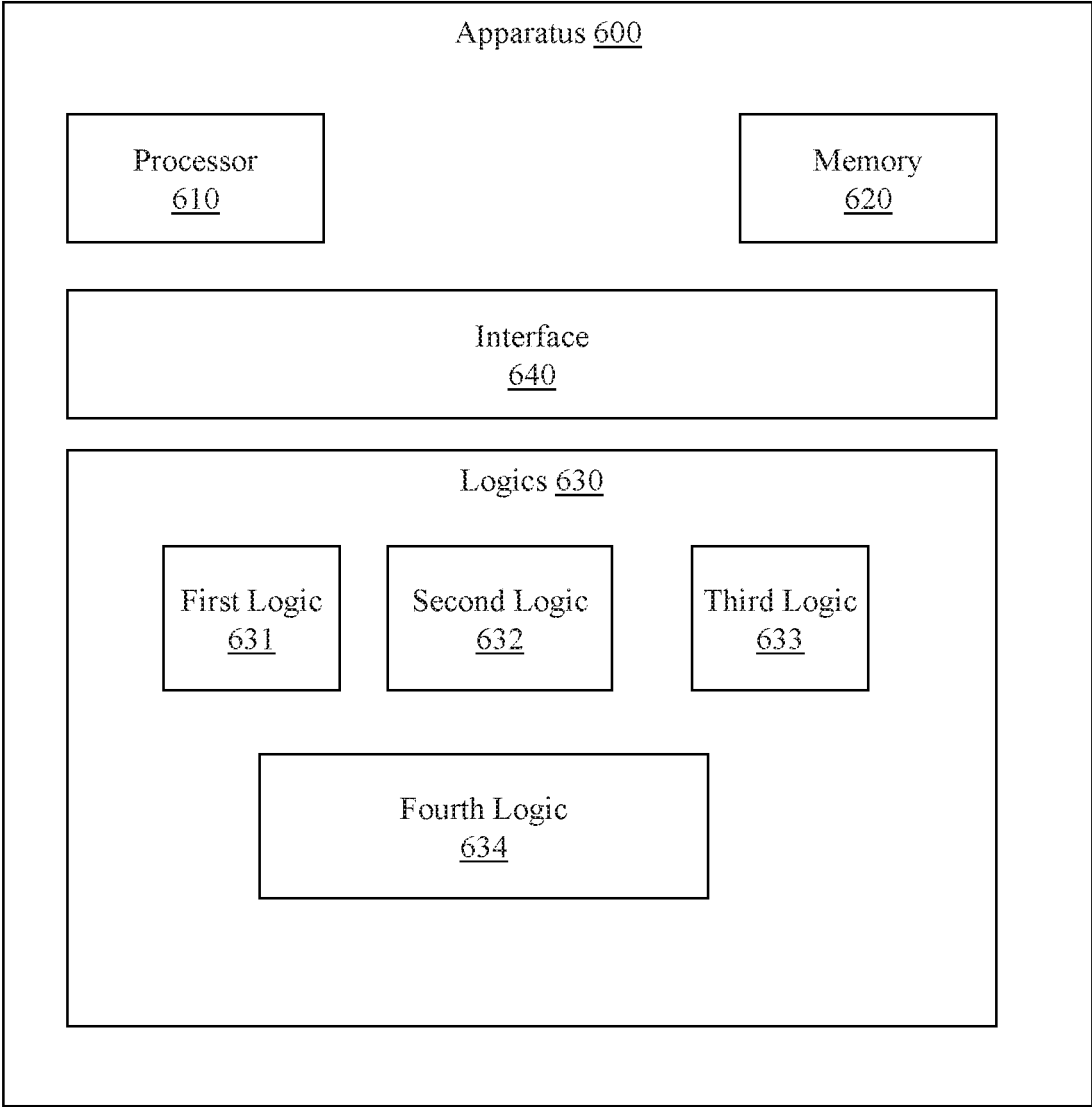 Apparatus 600
Processor
610
Memory
620
Interface
640
Logics 630
First Logic
631
Second Logic
632
Third Logic
633
Fourth Logic
634